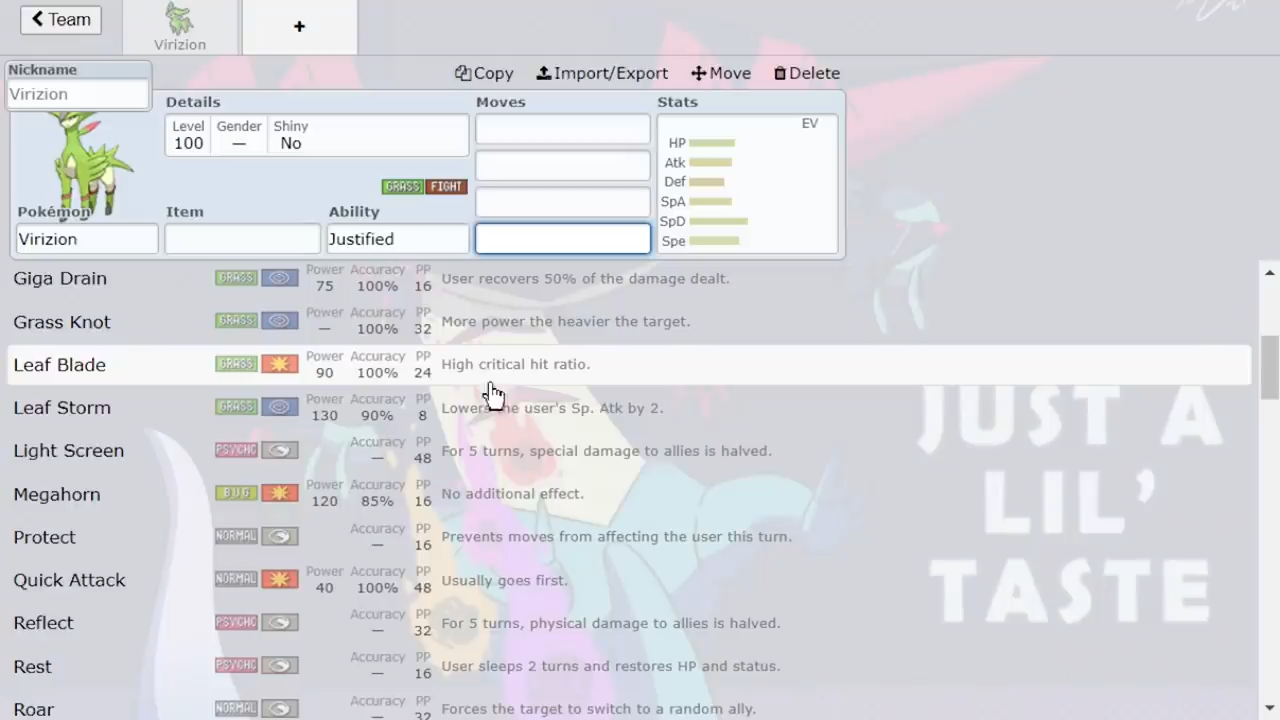 Team
Virizion
+
Nickname
Virizion
Copy
Import/Export
Move
Delete
Details
Moves
Stats
Level
100
Gender
—
Shiny
No
GRASS FIGHT
EV
HP
Atk
Def
SpA
SpD
Spe
Pokémon
Virizion
Item
Ability
Justified
Giga Drain GRASS Power 75 Accuracy 100% PP 16 User recovers 50% of the damage dealt.
Grass Knot GRASS Power — Accuracy 100% PP 32 More power the heavier the target.
Leaf Blade GRASS Power 90 Accuracy 100% PP 24 High critical hit ratio.
Leaf Storm GRASS Power 130 Accuracy 90% PP 8 Lowers the user's Sp. Atk by 2.
Light Screen PSYCHC Accuracy — PP 48 For 5 turns, special damage to allies is halved.
Megahorn BUG Power 120 Accuracy 85% PP 16 No additional effect.
Protect NORMAL Accuracy — PP 16 Prevents moves from affecting the user this turn.
Quick Attack NORMAL Power 40 Accuracy 100% PP 48 Usually goes first.
Reflect PSYCHC Accuracy — PP 32 For 5 turns, physical damage to allies is halved.
Rest PSYCHC Accuracy — PP 16 User sleeps 2 turns and restores HP and status.
Roar NORMAL Accuracy — PP 32 Forces the target to switch to a random ally.
JUST A
LIL'
TASTE